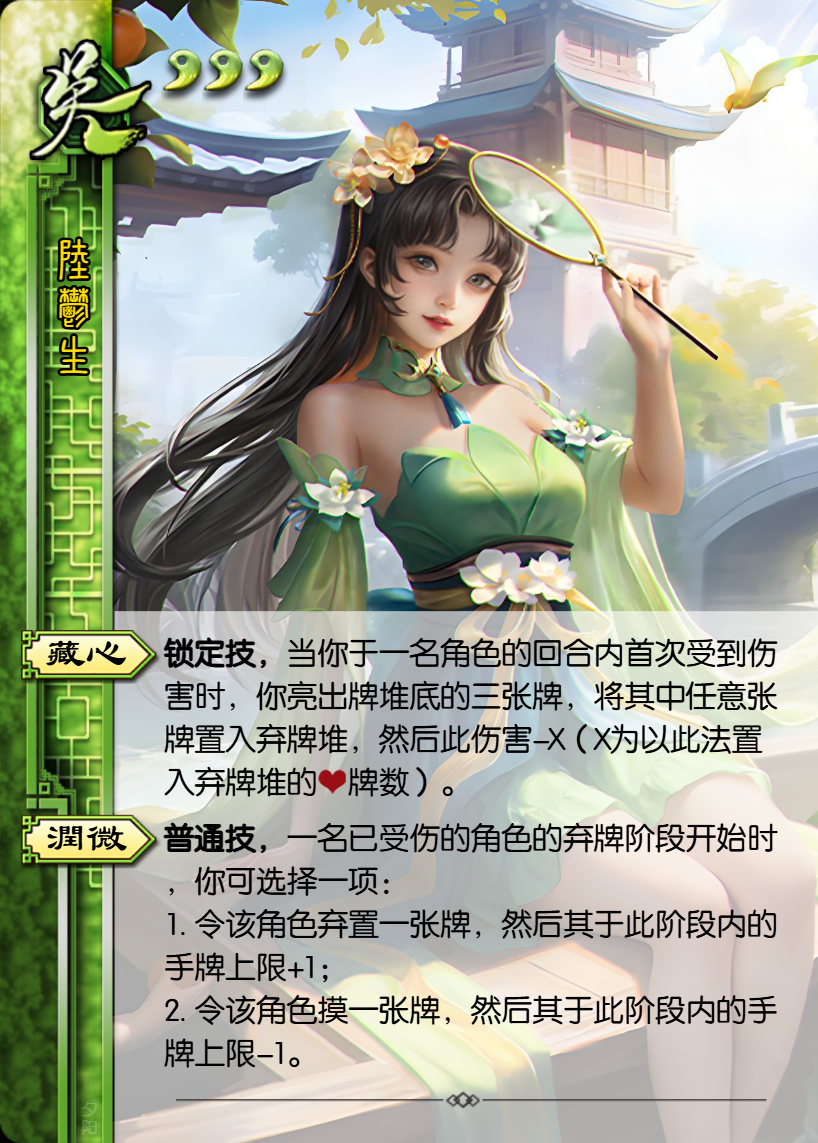 吴
陸鬱生
藏心
锁定技，当你于一名角色的回合内首次受到伤
害时，你亮出牌堆底的三张牌，将其中任意张
牌置入弃牌堆，然后此伤害-X（X为以此法置
入弃牌堆的❤牌数）。
潤微
普通技，一名已受伤的角色的弃牌阶段开始时
，你可选择一项：
1. 令该角色弃置一张牌，然后其于此阶段内的
手牌上限+1；
2. 令该角色摸一张牌，然后其于此阶段内的手
牌上限-1。
夕阳